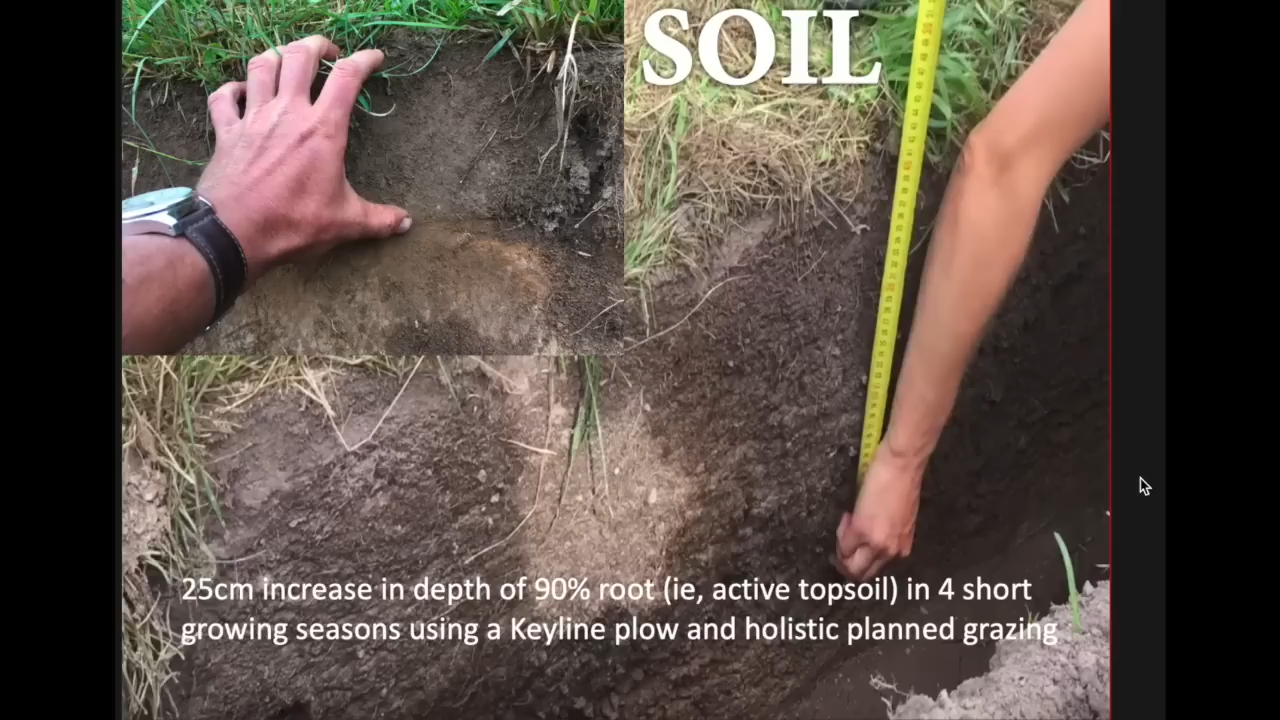 SOIL
25cm increase in depth of 90% root (ie, active topsoil) in 4 short
growing seasons using a Keyline plow and holistic planned grazing